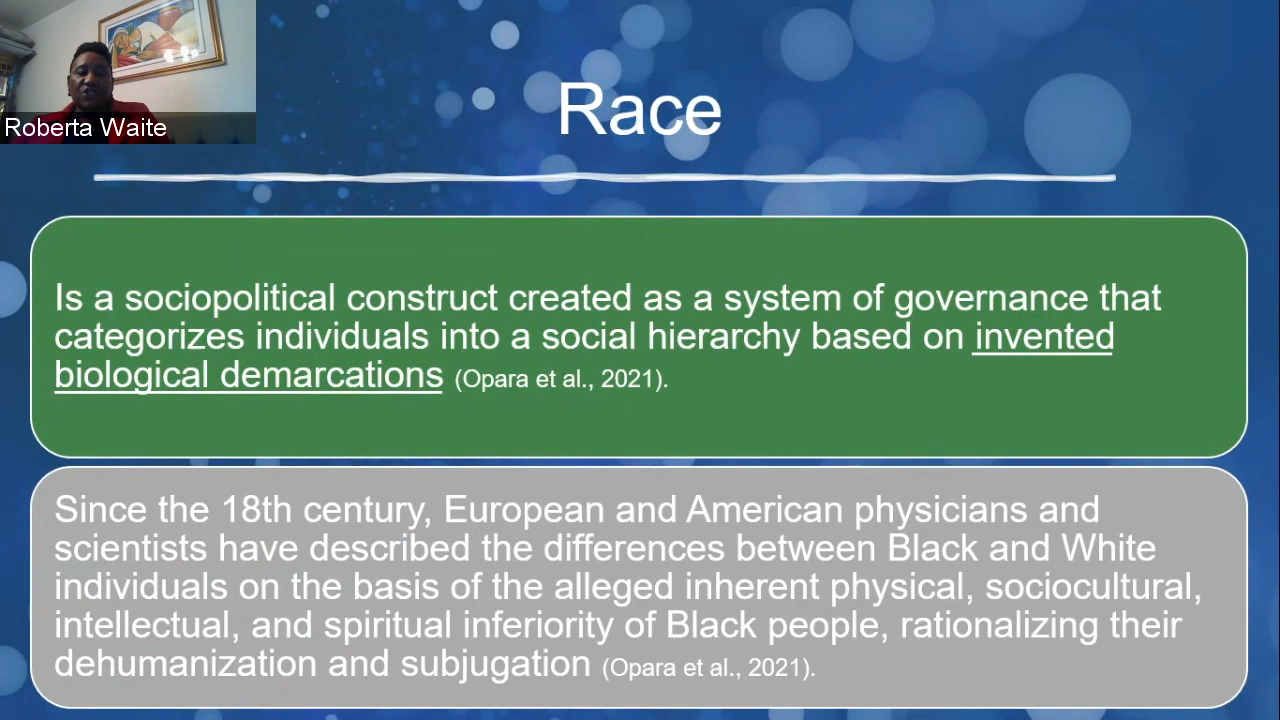 Roberta Waite
Race
Is a sociopolitical construct created as a system of governance that
categorizes individuals into a social hierarchy based on invented
biological demarcations (Opara et al., 2021).
Since the 18th century, European and American physicians and
scientists have described the differences between Black and White
individuals on the basis of the alleged inherent physical, sociocultural,
intellectual, and spiritual inferiority of Black people, rationalizing their
dehumanization and subjugation (Opara et al., 2021).